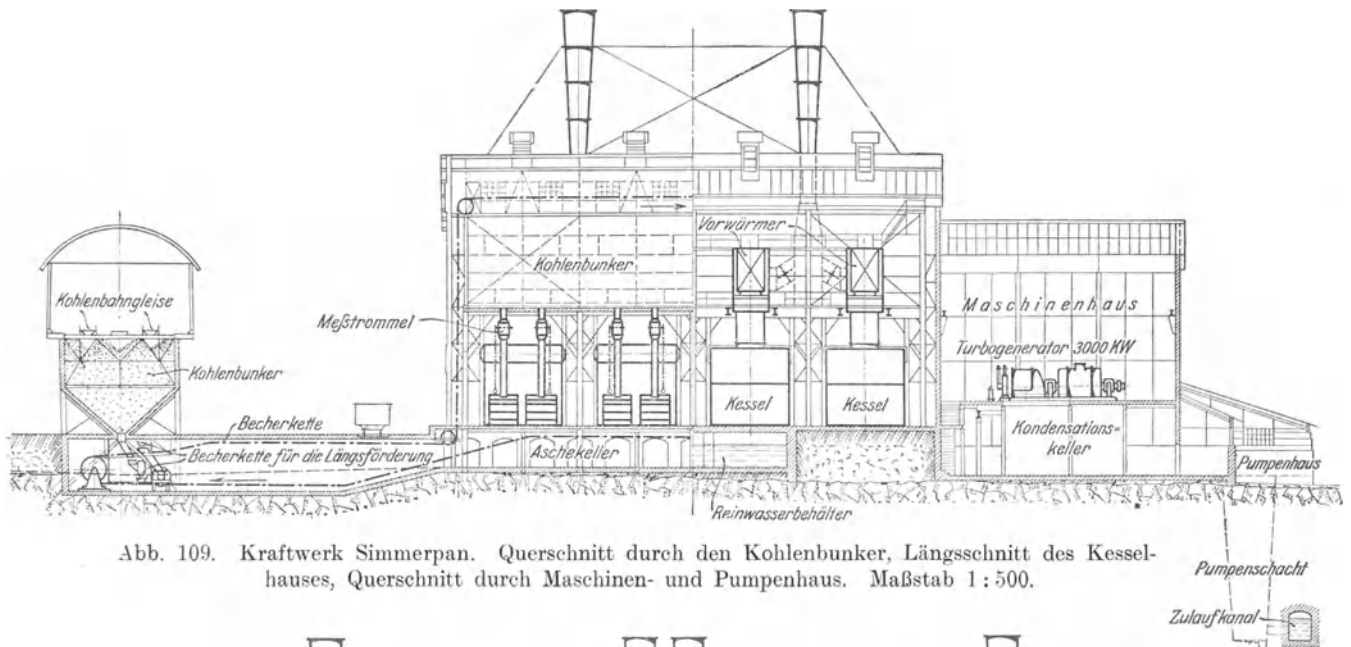 Vorwärmer
Kohlenbunker
Kohlenbahngleise
Meßtrommel
Maschinenhaus
Turbogenerator 3000 KW
Kohlenbunker
Kessel
Kessel
Becherkette
Becherkette für die Längsförderung
Aschekeller
Kondensations-
keller
Pumpenhaus
Reinwasserbehälter
Abb. 109. Kraftwerk Simmerpan. Querschnitt durch den Kohlenbunker, Längsschnitt des Kessel-
hauses, Querschnitt durch Maschinen- und Pumpenhaus. Maßstab 1 : 500.
Pumpenschacht
Zulaufkanal